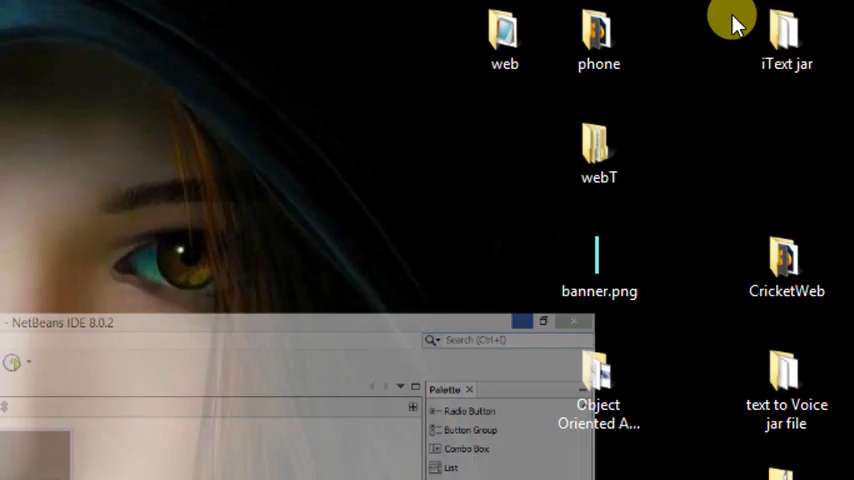 web
phone
iText jar
webT
banner.png
CricketWeb
- NetBeans IDE 8.0.2
Search (Ctrl+I)
Palette
Radio Button
Button Group
Combo Box
List
Object
Oriented A...
text to Voice
jar file